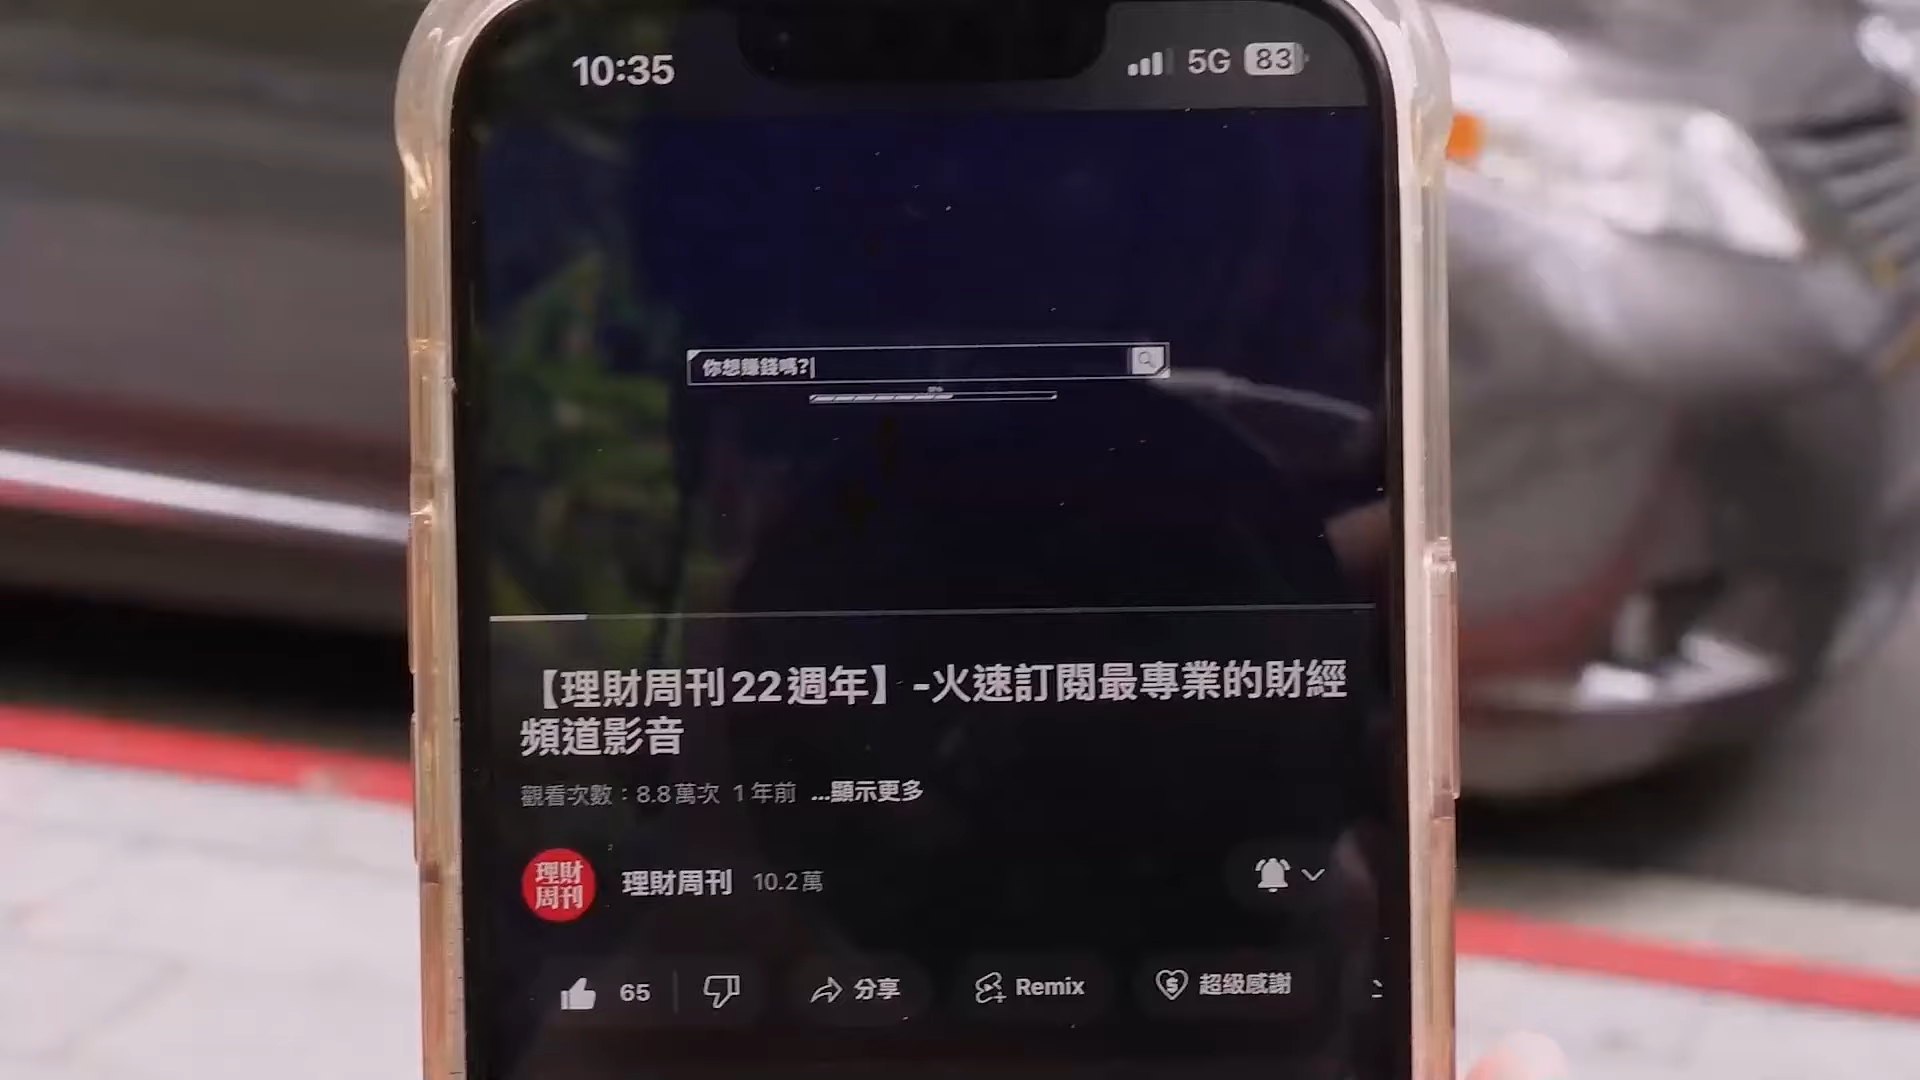 10:35
5G 83
你想賺錢嗎?
【理財周刊22週年】-火速訂閱最專業的財經
頻道影音
觀看次數：8.8萬次 1年前 ...顯示更多
理財
周刊
理財周刊 10.2萬
65 分享 Remix 超級感謝